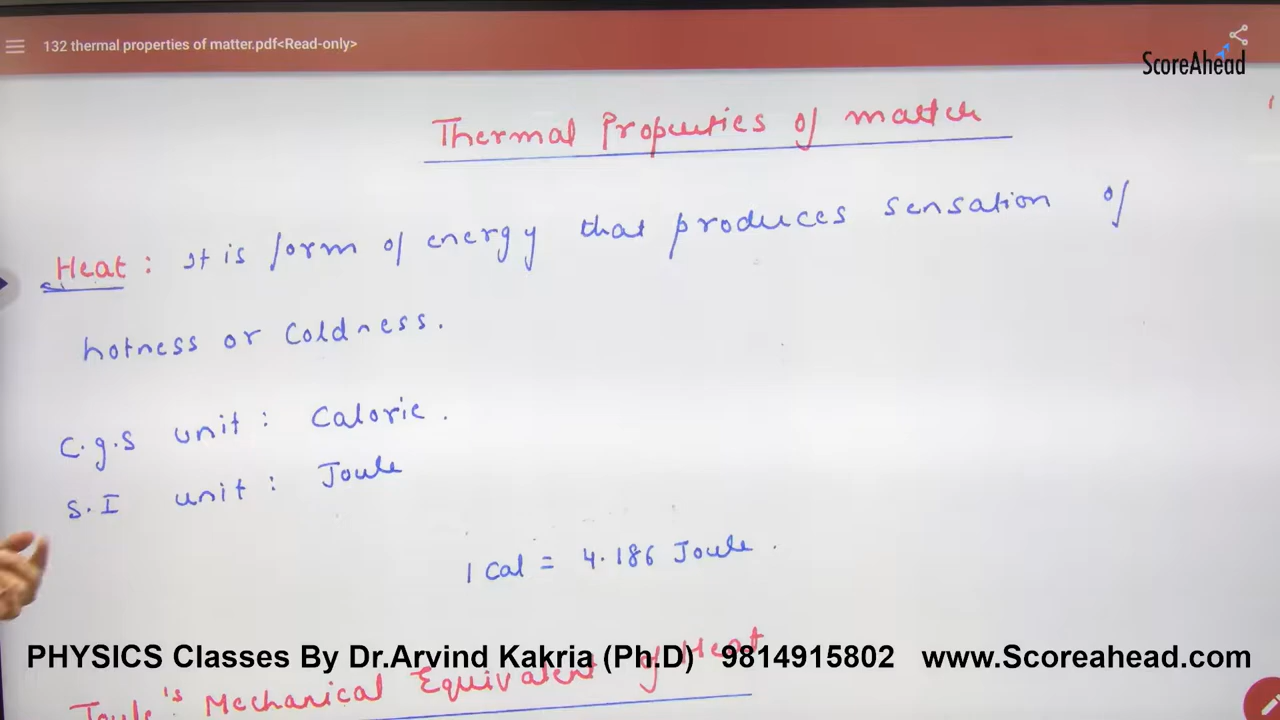 132 thermal properties of matter.pdf<Read-only>
ScoreAhead
Thermal Properties of matter
Heat : It is form of energy that produces sensation of
hotness or coldness.
C.g.s unit : Calorie.
S.I unit : Joule
1 Cal = 4.186 Joule.
PHYSICS Classes By Dr.Arvind Kakria (Ph.D) 9814915802 www.Scoreahead.com
Joule's Mechanical Equivalent of Heat